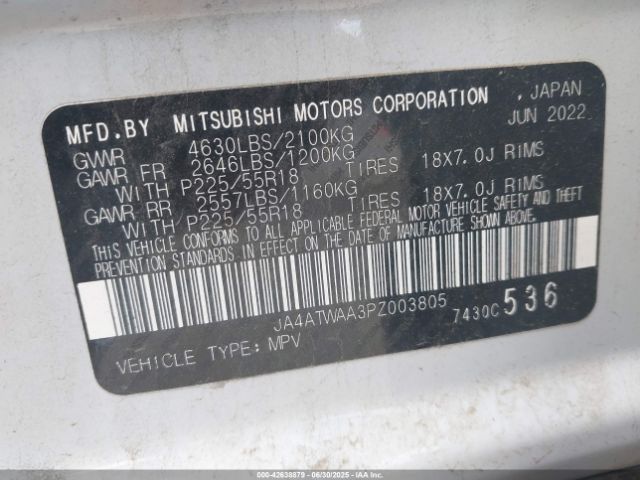 MFD.BY MITSUBISHI MOTORS CORPORATION , JAPAN
JUN 2022
GVWR 4630LBS/2100KG
GAWR FR 2646LBS/1200KG
WITH P225/55R18 TIRES 18X7.0J RIMS
GAWR RR 2557LBS/1160KG
WITH P225/55R18 TIRES 18X7.0J RIMS
THIS VEHICLE CONFORMS TO ALL APPLICABLE FEDERAL MOTOR VEHICLE SAFETY AND THEFT
PREVENTION STANDARDS IN EFFECT ON THE DATE OF MANUFACTURE SHOWN ABOVE.
JA4ATWAA3PZ003805
7430C 536
VEHICLE TYPE: MPV
000-42638879 - 06/30/2025 - IAAI.COM